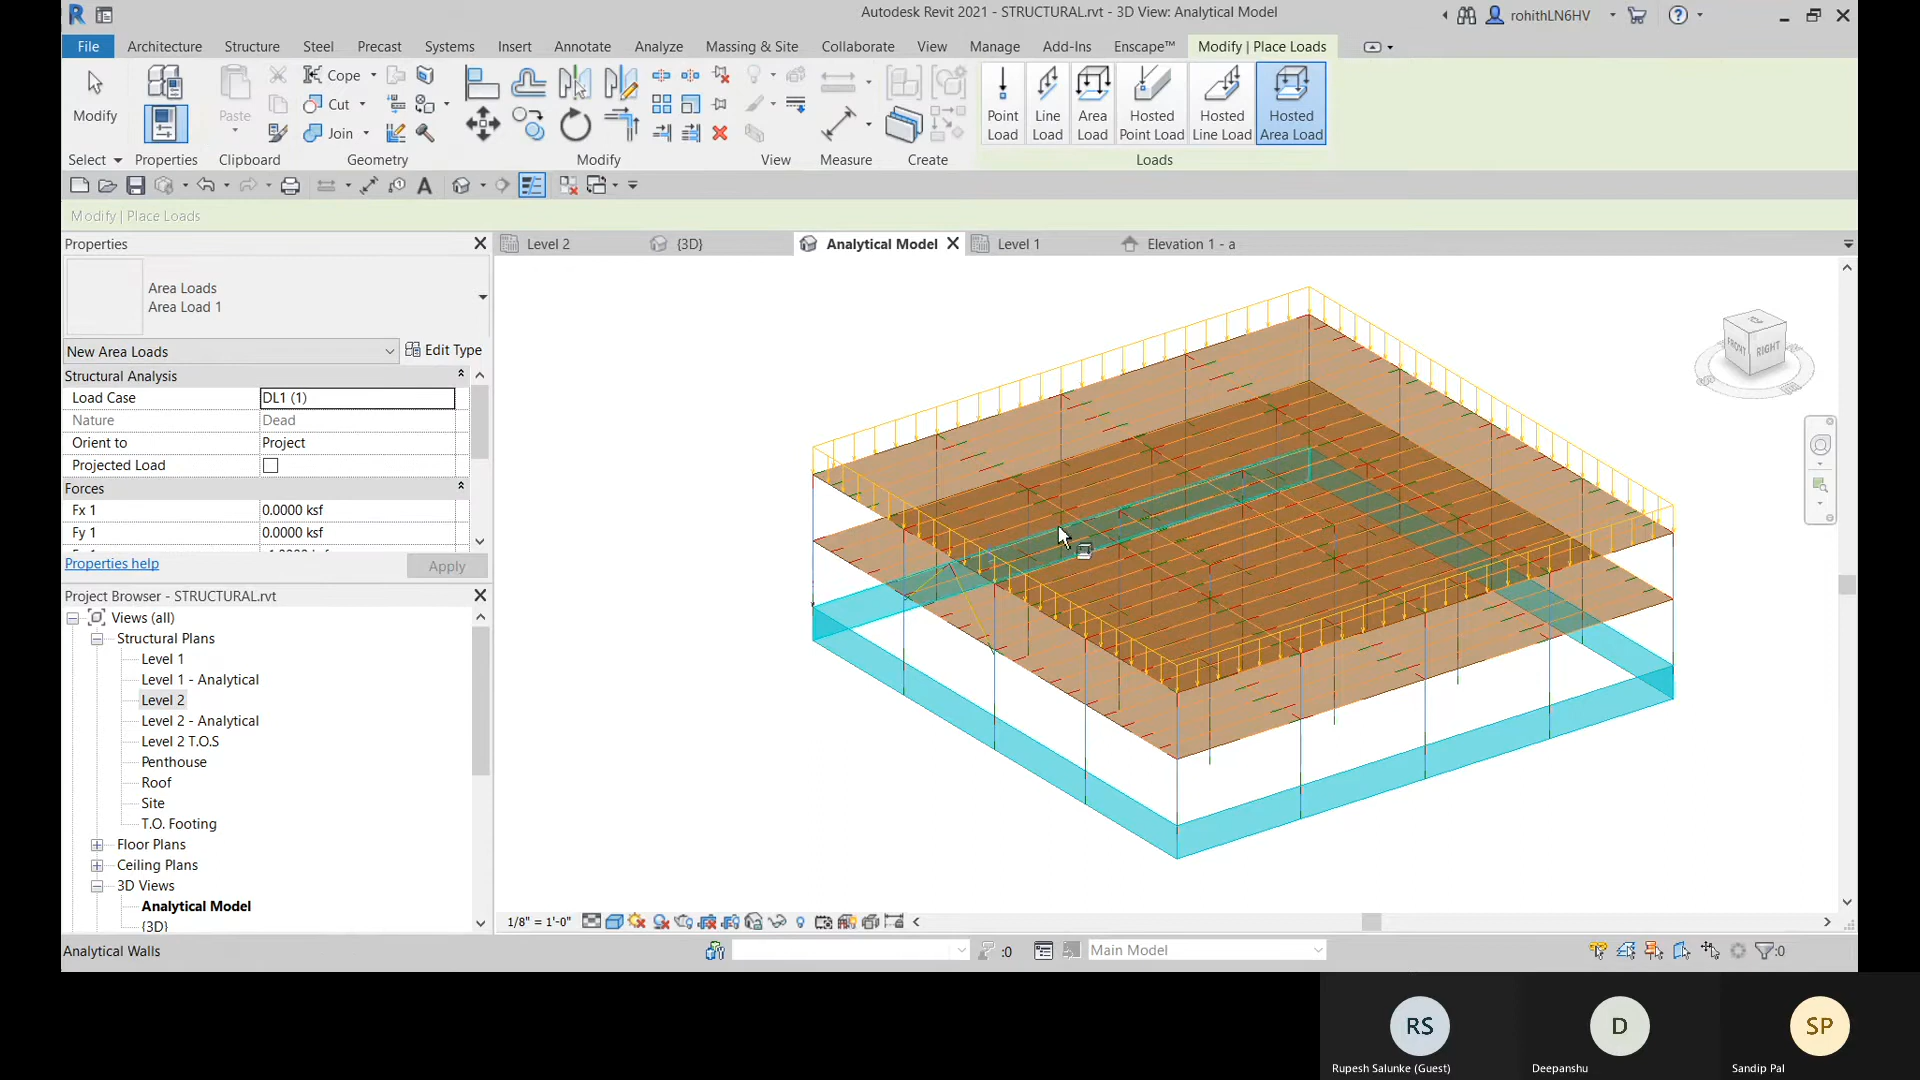 Autodesk Revit 2021 - STRUCTURAL.rvt - 3D View: Analytical Model
rohithLN6HV
File Architecture Structure Steel Precast Systems Insert Annotate Analyze Massing & Site Collaborate View Manage Add-Ins Enscape™ Modify | Place Loads
Modify
Paste
Cope
Cut
Join
Point Load
Line Load
Area Load
Hosted Point Load
Hosted Line Load
Hosted Area Load
Select Properties Clipboard Geometry Modify View Measure Create Loads
Modify | Place Loads
Properties
Level 2 {3D} Analytical Model Level 1 Elevation 1 - a
Area Loads
Area Load 1
New Area Loads Edit Type
Structural Analysis
Load Case DL1 (1)
Nature Dead
Orient to Project
Projected Load
Forces
Fx 1 0.0000 ksf
Fy 1 0.0000 ksf
Properties help Apply
TOP
FRONT
RIGHT
Project Browser - STRUCTURAL.rvt
Views (all)
Structural Plans
Level 1
Level 1 - Analytical
Level 2
Level 2 - Analytical
Level 2 T.O.S
Penthouse
Roof
Site
T.O. Footing
Floor Plans
Ceiling Plans
3D Views
Analytical Model
{3D}
1/8" = 1'-0"
Analytical Walls
:0
Main Model
:0
RS
D
SP
Rupesh Salunke (Guest)
Deepanshu
Sandip Pal